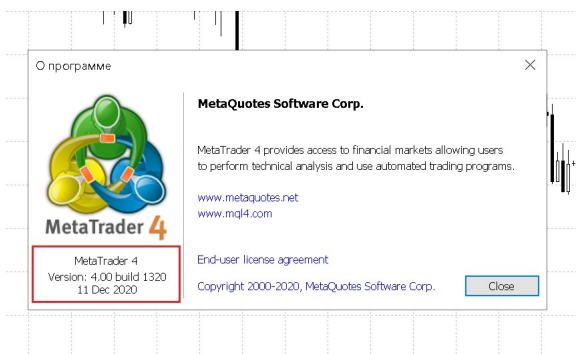 О программе
MetaQuotes Software Corp.
MetaTrader 4 provides access to financial markets allowing users
to perform technical analysis and use automated trading programs.
www.metaquotes.net
www.mql4.com
MetaTrader 4
MetaTrader 4
Version: 4.00 build 1320
11 Dec 2020
End-user license agreement
Copyright 2000-2020, MetaQuotes Software Corp.
Close